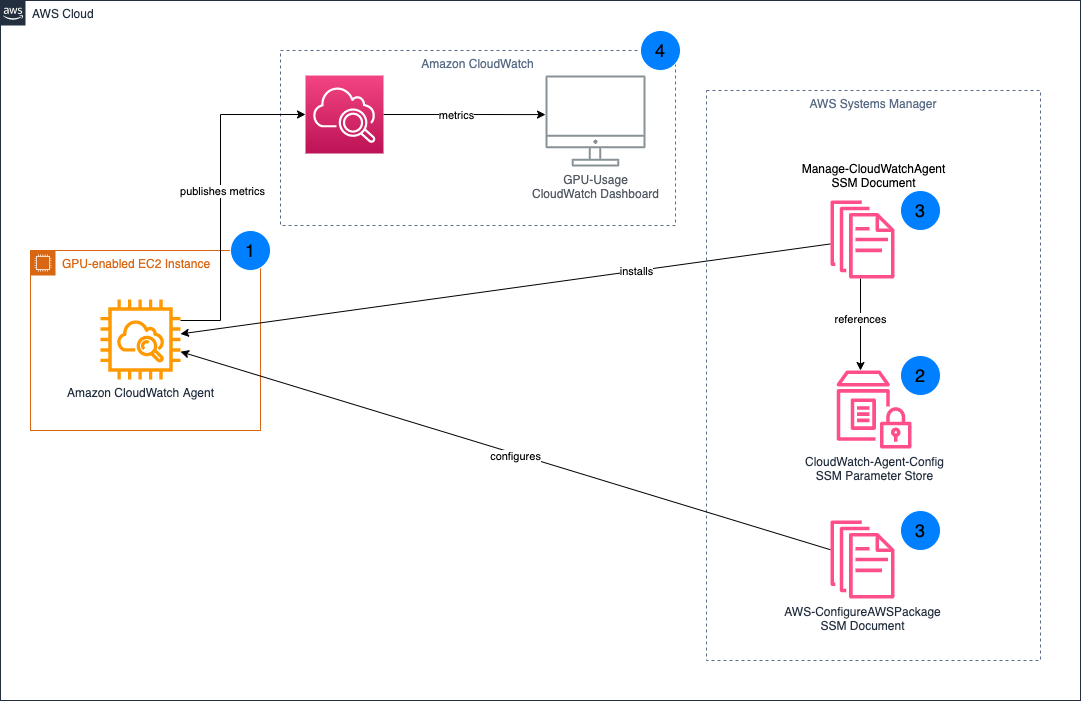 aws
AWS Cloud
4
Amazon CloudWatch
metrics
GPU-Usage
CloudWatch Dashboard
publishes metrics
1
GPU-enabled EC2 Instance
Amazon CloudWatch Agent
AWS Systems Manager
Manage-CloudWatchAgent
SSM Document
3
installs
references
2
CloudWatch-Agent-Config
SSM Parameter Store
configures
3
AWS-ConfigureAWSPackage
SSM Document